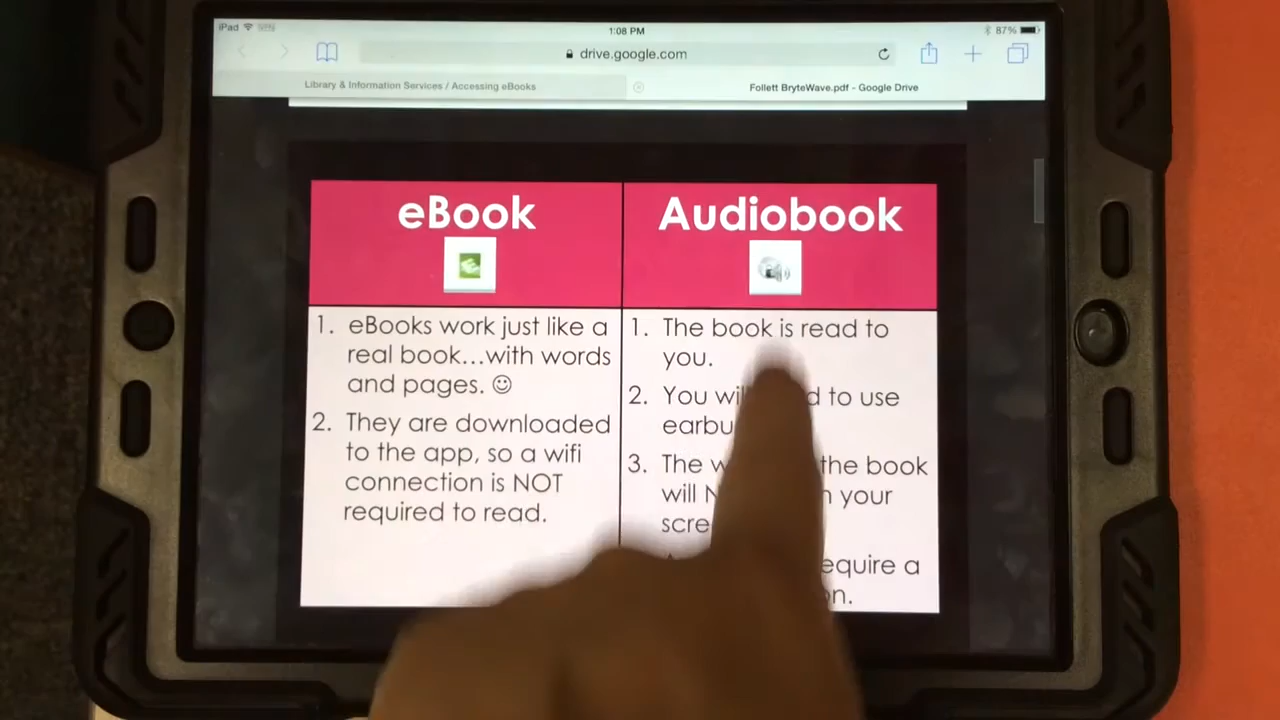 iPad
1:08 PM
87%
drive.google.com
Library & Information Services / Accessing eBooks
Follett BryteWave.pdf - Google Drive
eBook
1. eBooks work just like a
real book...with words
and pages. ☺
2. They are downloaded
to the app, so a wifi
connection is NOT
required to read.
Audiobook
1. The book is read to
you.
2. You will to use
earbu
3. The the book
will your
scre
equire a
on.